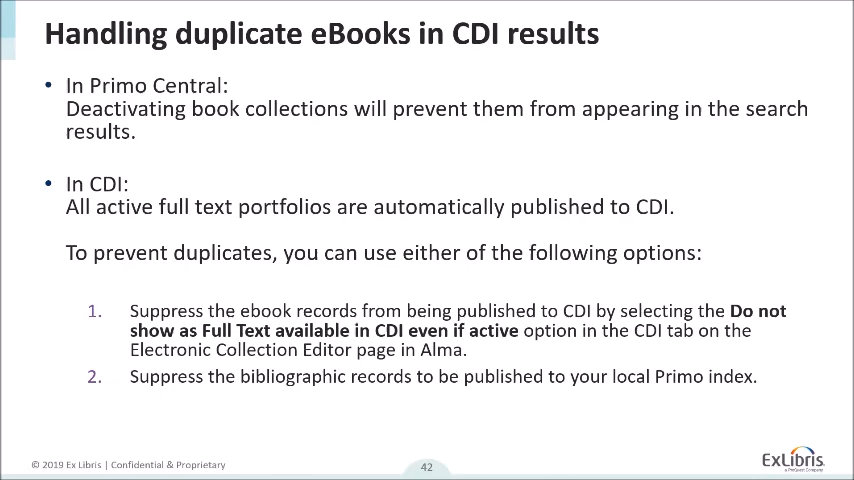 Handling duplicate eBooks in CDI results
• In Primo Central:
Deactivating book collections will prevent them from appearing in the search
results.
• In CDI:
All active full text portfolios are automatically published to CDI.
To prevent duplicates, you can use either of the following options:
1. Suppress the ebook records from being published to CDI by selecting the Do not
show as Full Text available in CDI even if active option in the CDI tab on the
Electronic Collection Editor page in Alma.
2. Suppress the bibliographic records to be published to your local Primo index.
© 2019 Ex Libris | Confidential & Proprietary
42
ExLibris
a ProQuest Company